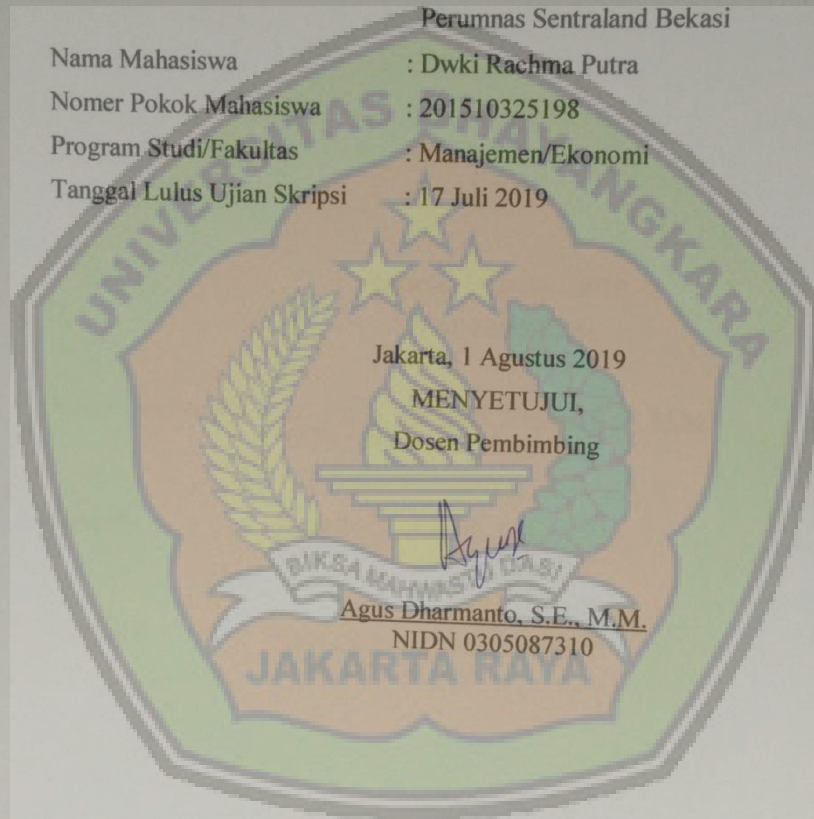 Perumnas Sentraland Bekasi
Nama Mahasiswa : Dwki Rachma Putra
Nomer Pokok Mahasiswa : 201510325198
Program Studi/Fakultas : Manajemen/Ekonomi
Tanggal Lulus Ujian Skripsi : 17 Juli 2019
UNIVERSITAS BHAYANGKARA
Jakarta, 1 Agustus 2019
MENYETUJUI,
Dosen Pembimbing
BIKSA MAHWASTU DIASI
Agus Dharmanto, S.E., M.M.
NIDN 0305087310
JAKARTA RAYA